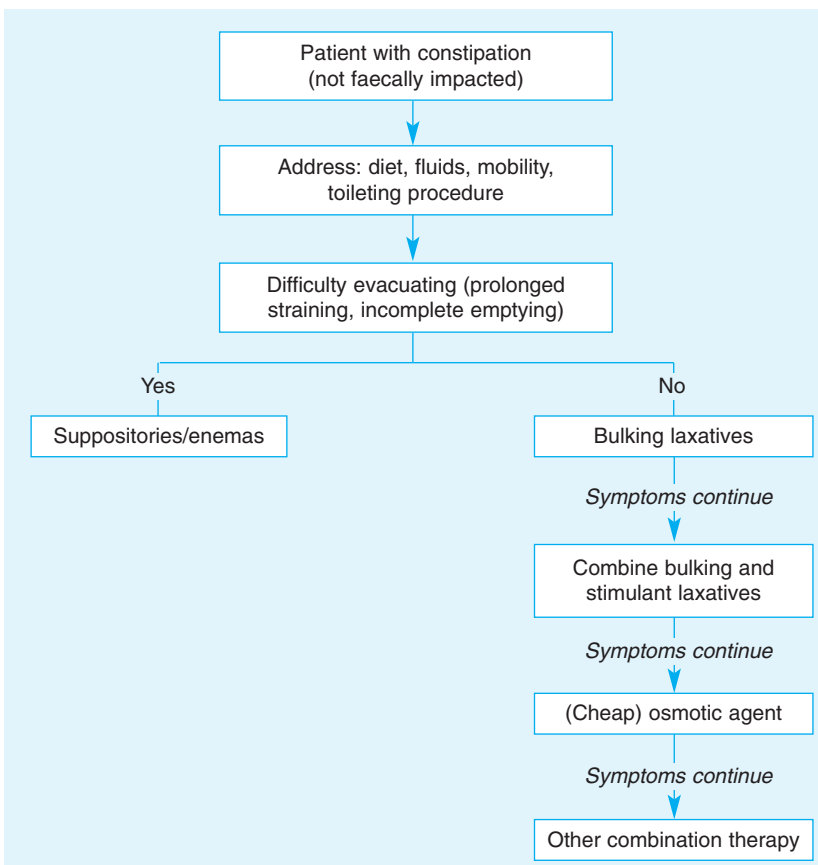 Patient with constipation
(not faecally impacted)
Address: diet, fluids, mobility,
toileting procedure
Difficulty evacuating (prolonged
straining, incomplete emptying)
Yes
No
Suppositories/enemas
Bulking laxatives
Symptoms continue
Combine bulking and
stimulant laxatives
Symptoms continue
(Cheap) osmotic agent
Symptoms continue
Other combination therapy